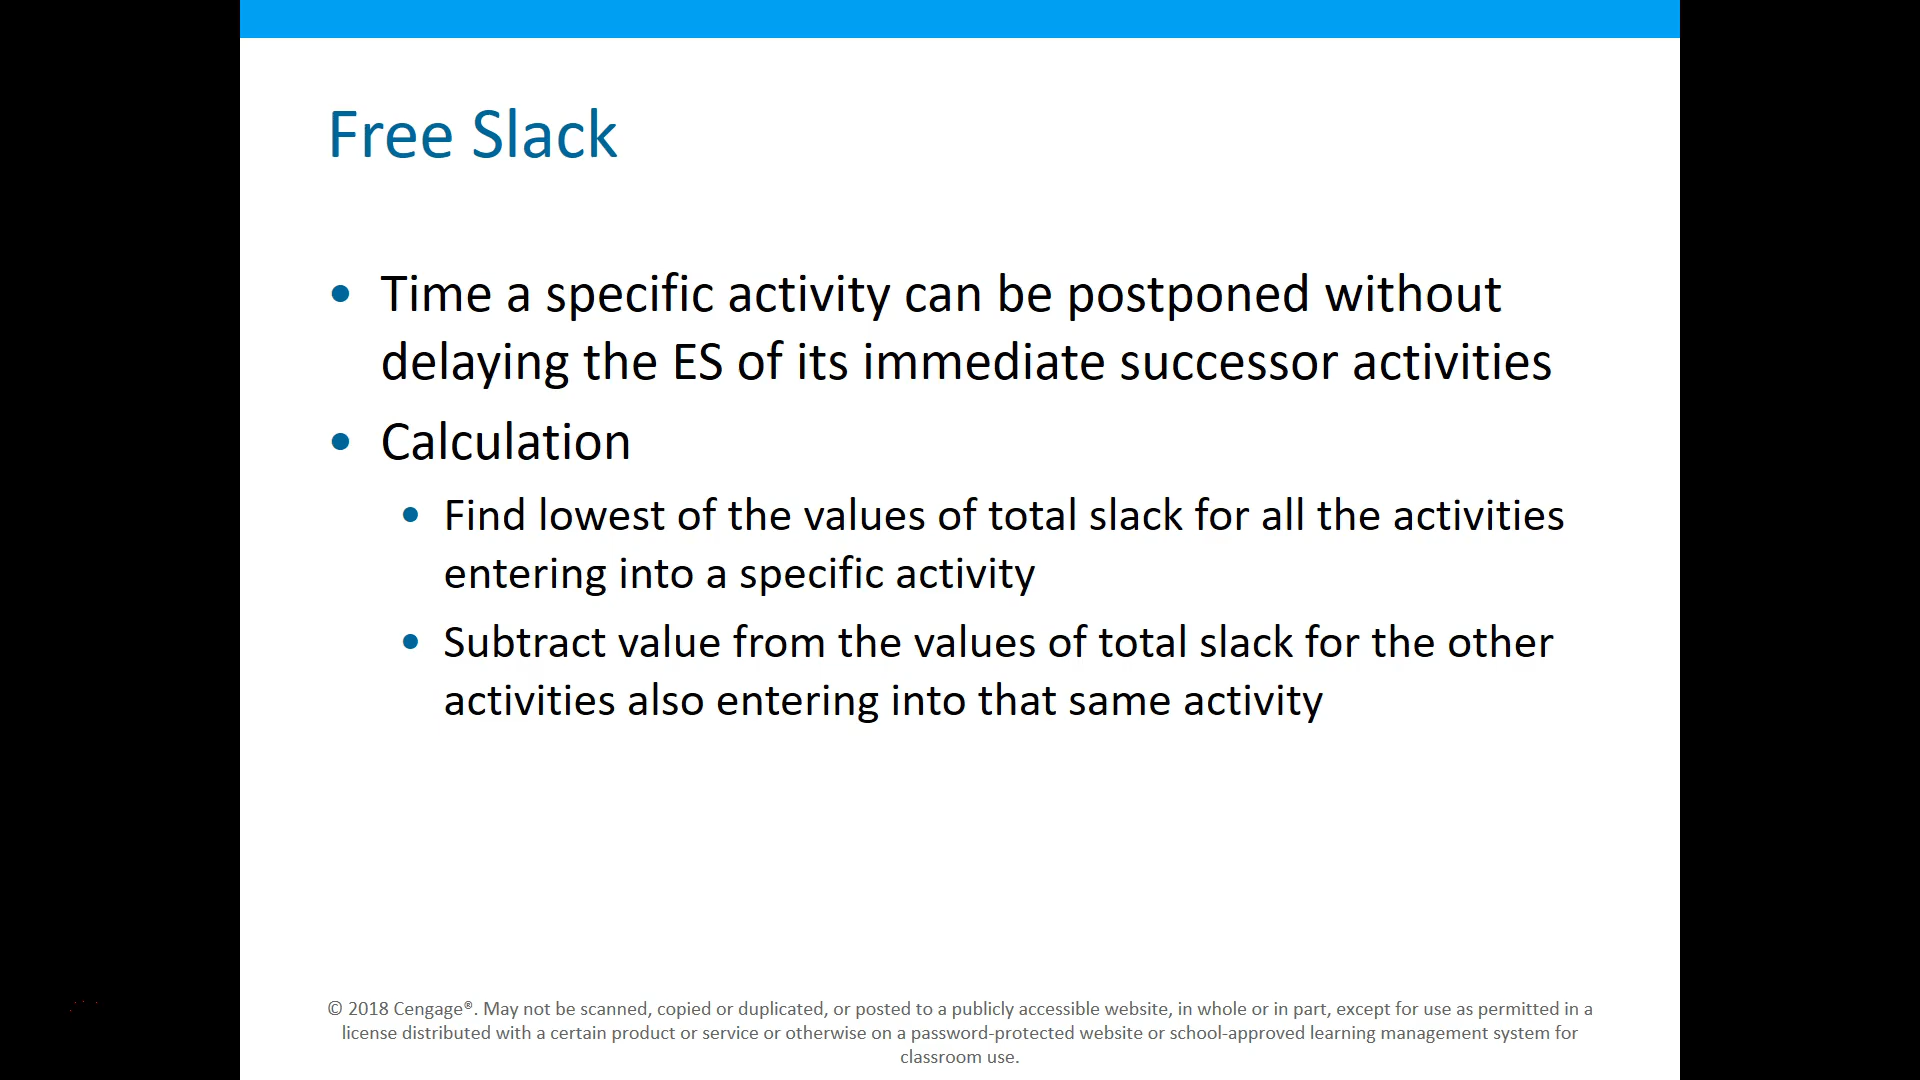 Free Slack
• Time a specific activity can be postponed without
delaying the ES of its immediate successor activities
• Calculation
• Find lowest of the values of total slack for all the activities
entering into a specific activity
• Subtract value from the values of total slack for the other
activities also entering into that same activity
© 2018 Cengage®. May not be scanned, copied or duplicated, or posted to a publicly accessible website, in whole or in part, except for use as permitted in a
license distributed with a certain product or service or otherwise on a password-protected website or school-approved learning management system for
classroom use.